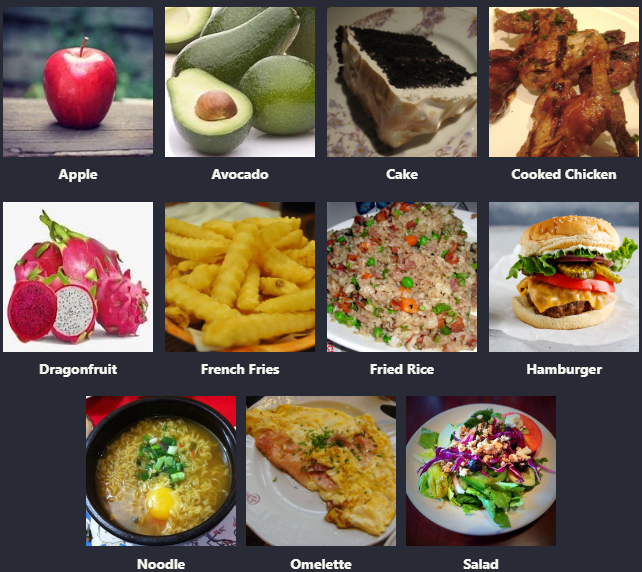 Apple
Avocado
Cake
Cooked Chicken
Dragonfruit
French Fries
Fried Rice
Hamburger
Noodle
Omelette
Salad